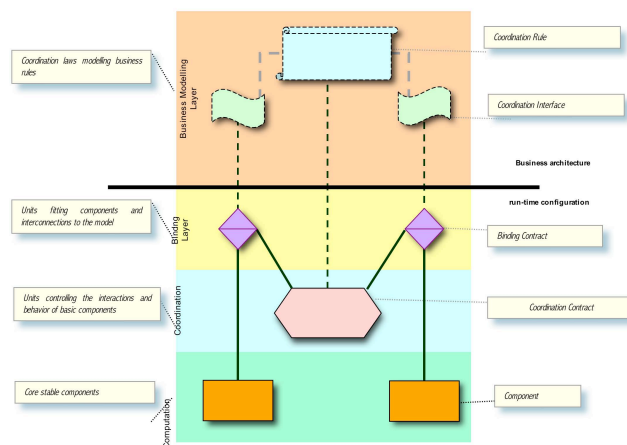 Coordination Rule
Coordination laws modelling business
rules
Business Modelling
Layer
Coordination Interface
Business architecture
run-time configuration
Units fitting components and
interconnections to the model
Bindng
Layer
Binding Contract
Units controlling the interactions and
behavior of basic components
Coordination
Coordination Contract
Core stable components
Computation
Component